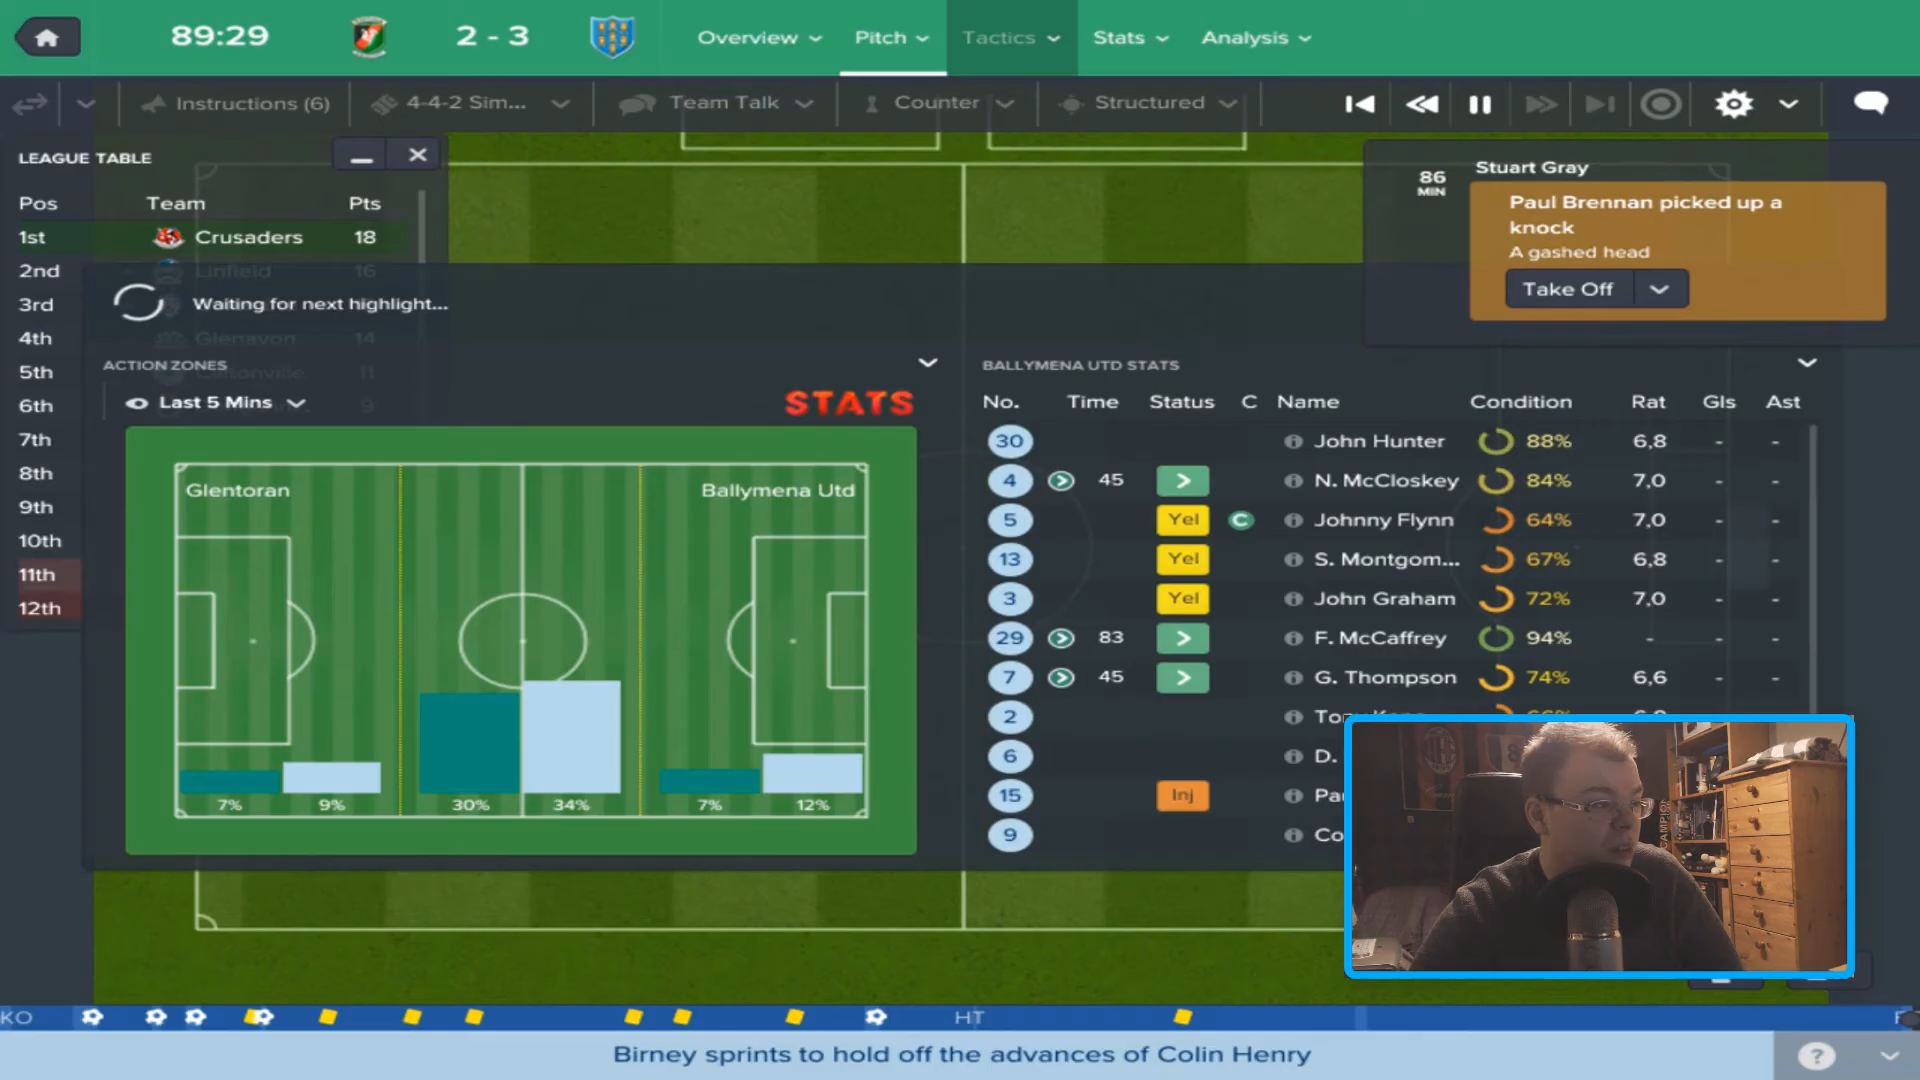 89:29
2 - 3
Overview
Pitch
Tactics
Stats
Analysis
Instructions (6)
4-4-2 Sim...
Team Talk
Counter
Structured
LEAGUE TABLE
Pos Team Pts
1st Crusaders 18
2nd Linfield 16
3rd
4th Glenavon 14
5th Cliftonville 11
6th 9
7th
8th
9th
10th
11th
12th
Waiting for next highlight...
86
MIN
Stuart Gray
Paul Brennan picked up a
knock
A gashed head
Take Off
ACTION ZONES
Last 5 Mins
STATS
Glentoran
Ballymena Utd
7% 9% 30% 34% 7% 12%
BALLYMENA UTD STATS
No. Time Status C Name Condition Rat Gls Ast
30 John Hunter 88% 6,8 - -
4 45 N. McCloskey 84% 7,0 - -
5 Yel C Johnny Flynn 64% 7,0 - -
13 Yel S. Montgom... 67% 6,8 - -
3 Yel John Graham 72% 7,0 - -
29 83 F. McCaffrey 94% - - -
7 45 G. Thompson 74% 6,6 - -
2
6 D.
15 Inj
9
KO
HT
Birney sprints to hold off the advances of Colin Henry
?